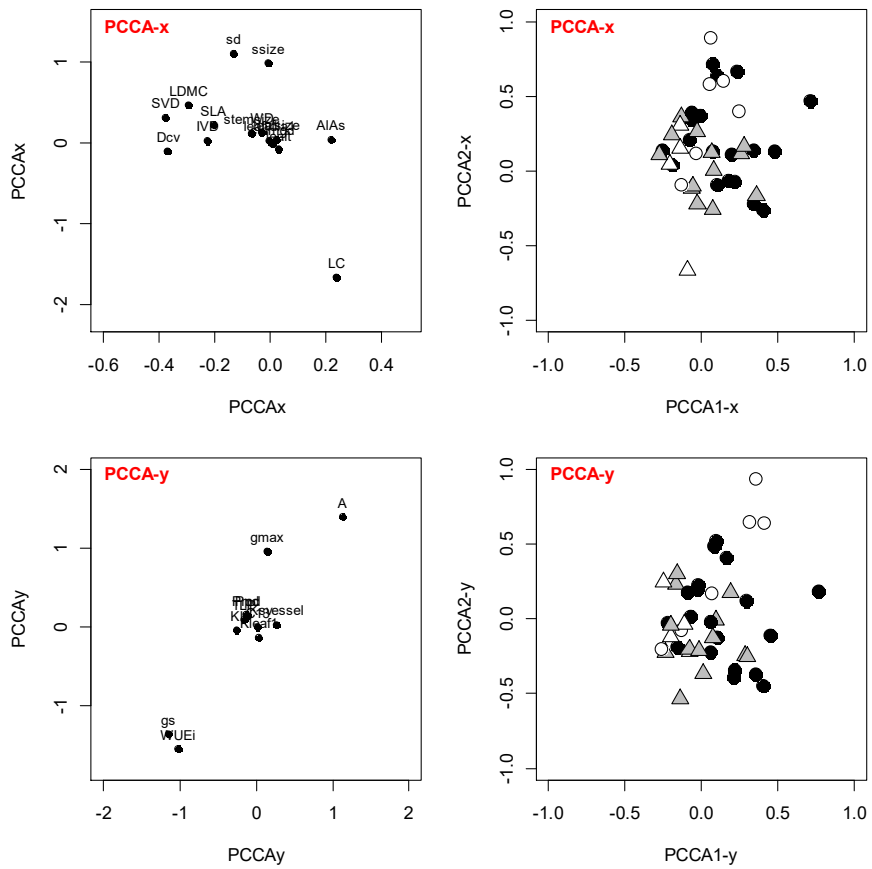 PCCA-x
sd
ssize
LDMC
SVD
SLA
IVD
Dcv
WD
AlAs
LC
1
0
-1
-2
-0.6 -0.4 -0.2 0.0 0.2 0.4
PCCAx
PCCAx
PCCA-x
1.0
0.5
0.0
-0.5
-1.0
-1.0 -0.5 0.0 0.5 1.0
PCCA1-x
PCCA2-x
PCCA-y
A
gmax
Ksvessel
Kleaf1
gs
WUEi
2
1
0
-1
-2 -1 0 1 2
PCCAy
PCCAy
PCCA-y
1.0
0.5
0.0
-0.5
-1.0
-1.0 -0.5 0.0 0.5 1.0
PCCA1-y
PCCA2-y